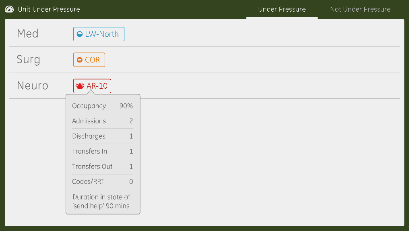 Unit Under Pressure
Under Pressure
Not Under Pressure
Med
LW-North
Surg
COR
Neuro
AR-10
Occupancy 90%
Admissions 2
Discharges 1
Transfers In 1
Transfers Out 1
Codes/RRT 0
Duration in state of
'send help' 90 mins